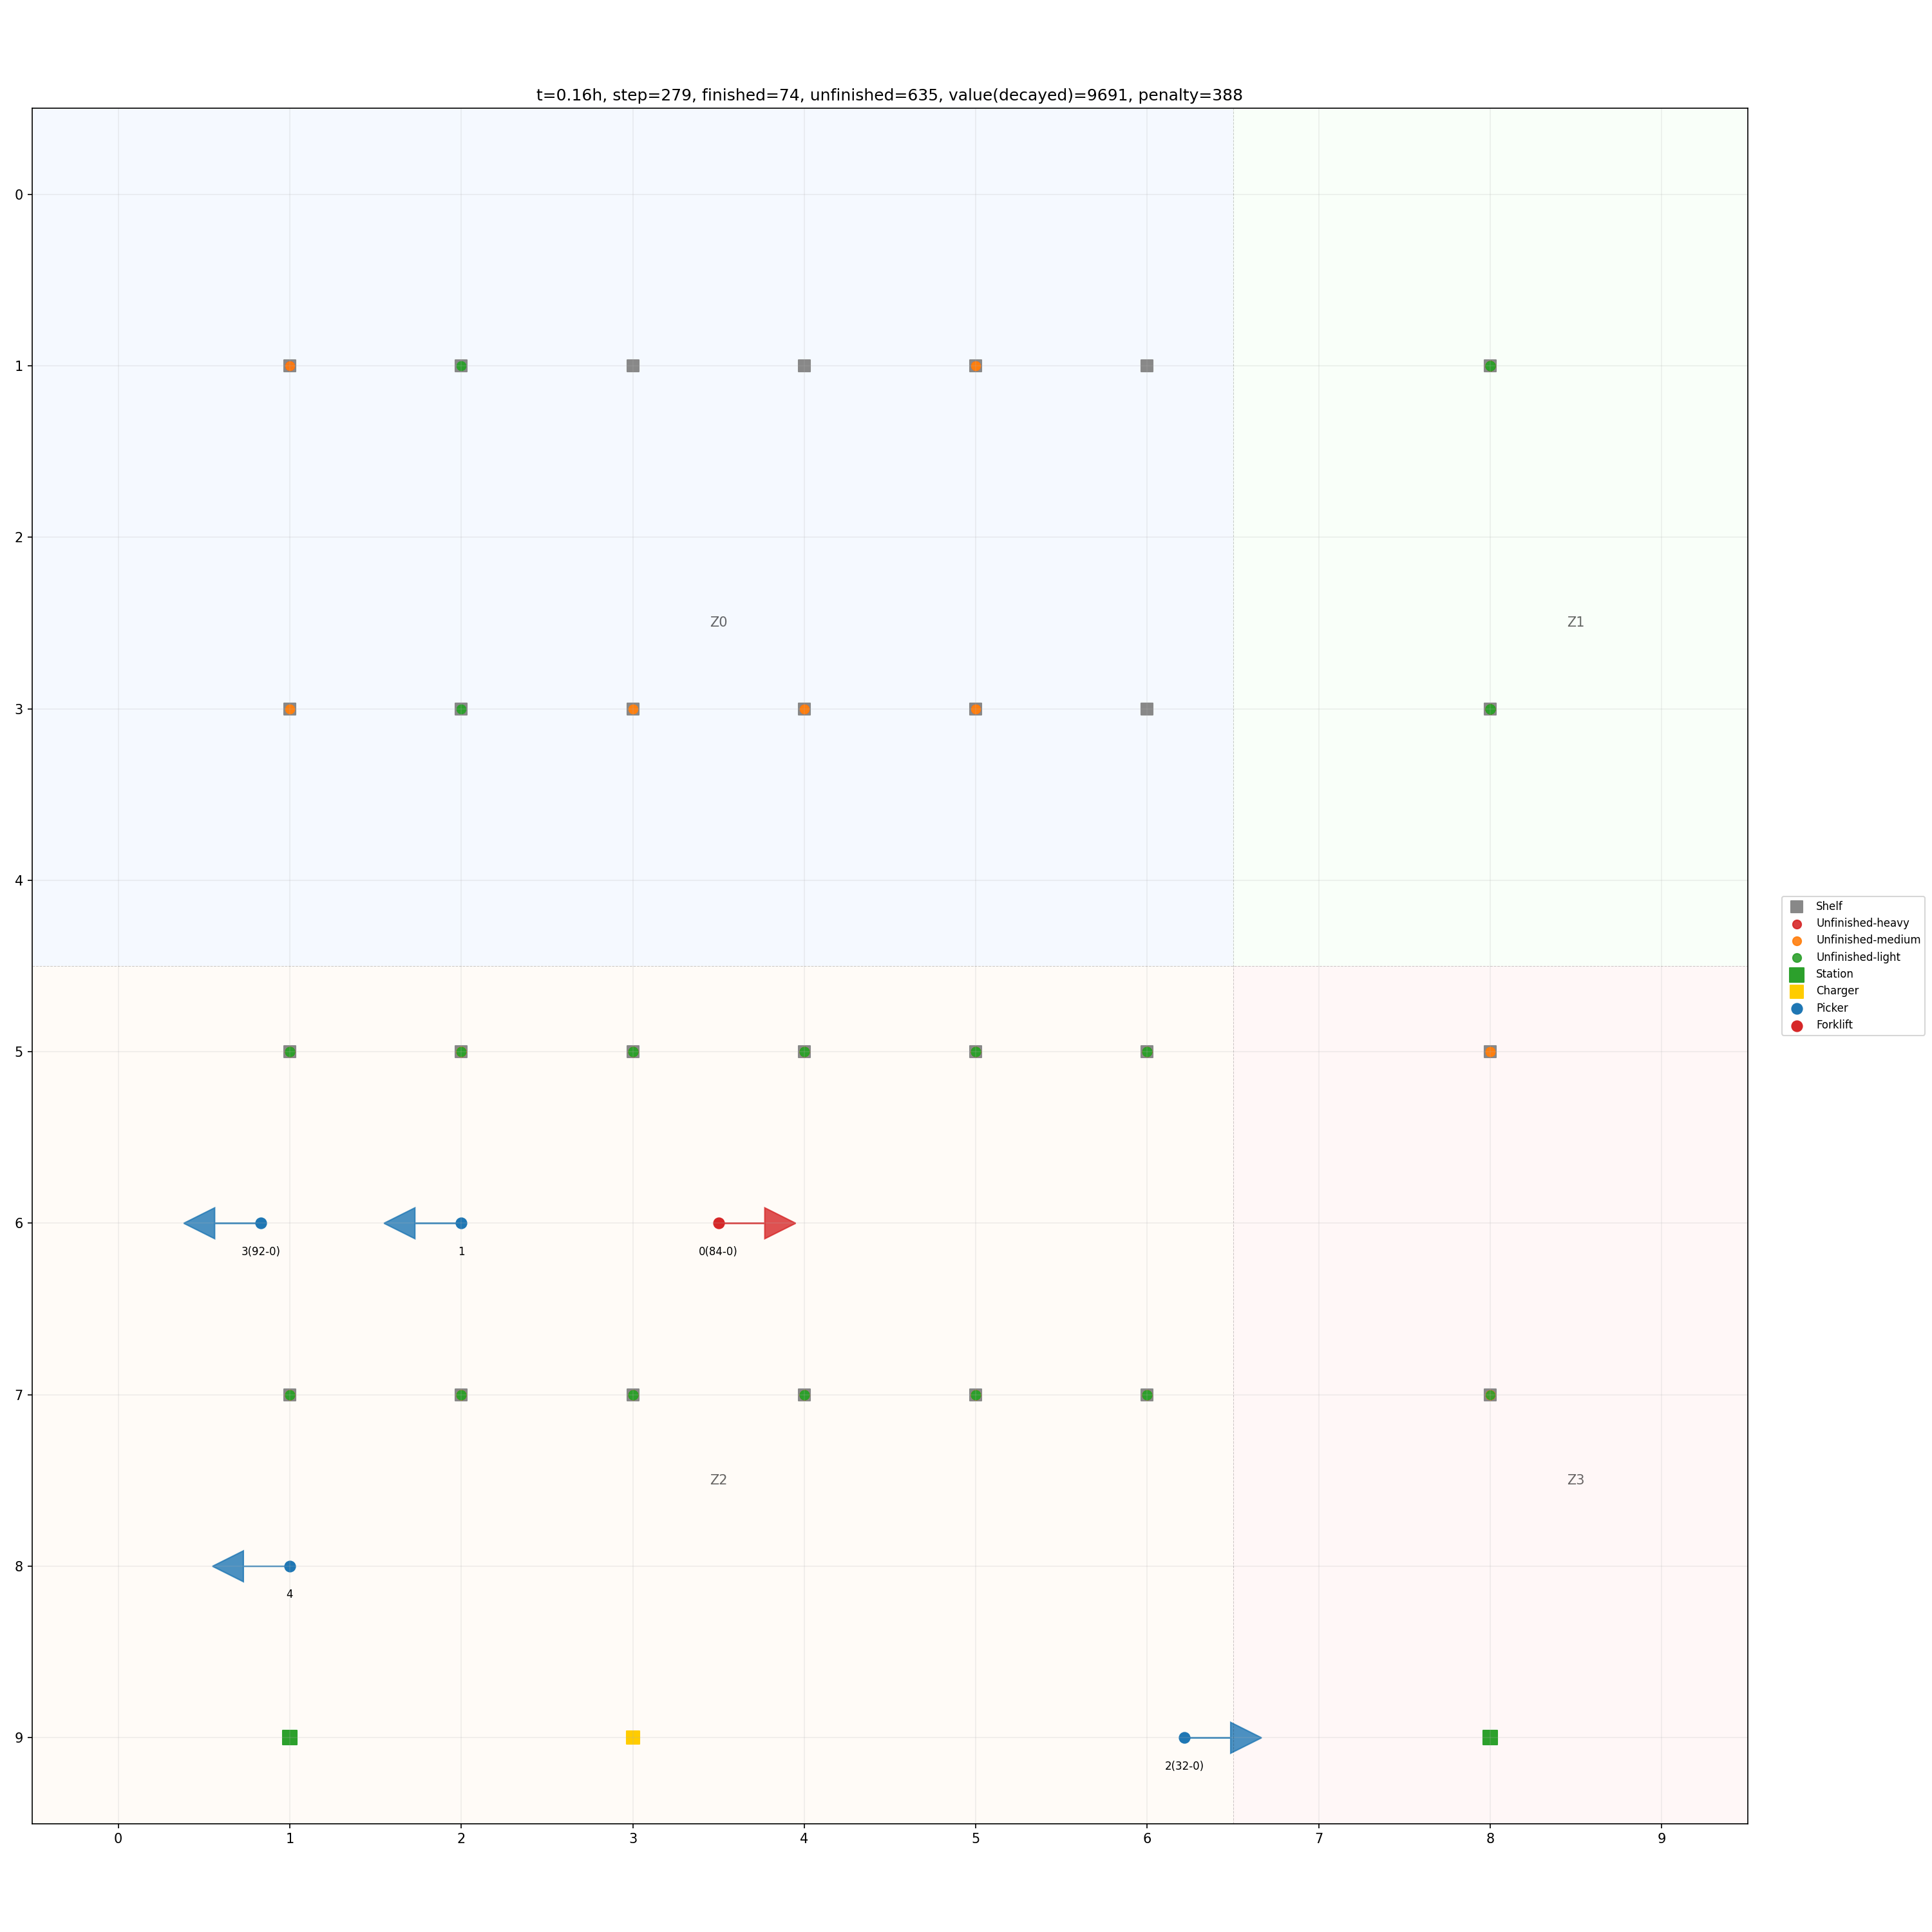 t=0.16h, step=279, finished=74, unfinished=635, value(decayed)=9691, penalty=388
0
1
2
Z0
Z1
3
4
Shelf
Unfinished-heavy
Unfinished-medium
Unfinished-light
Station
Charger
Picker
Forklift
5
6
3(92-0)
1
0(84-0)
7
Z2
Z3
8
4
9
2(32-0)
0
1
2
3
4
5
6
7
8
9